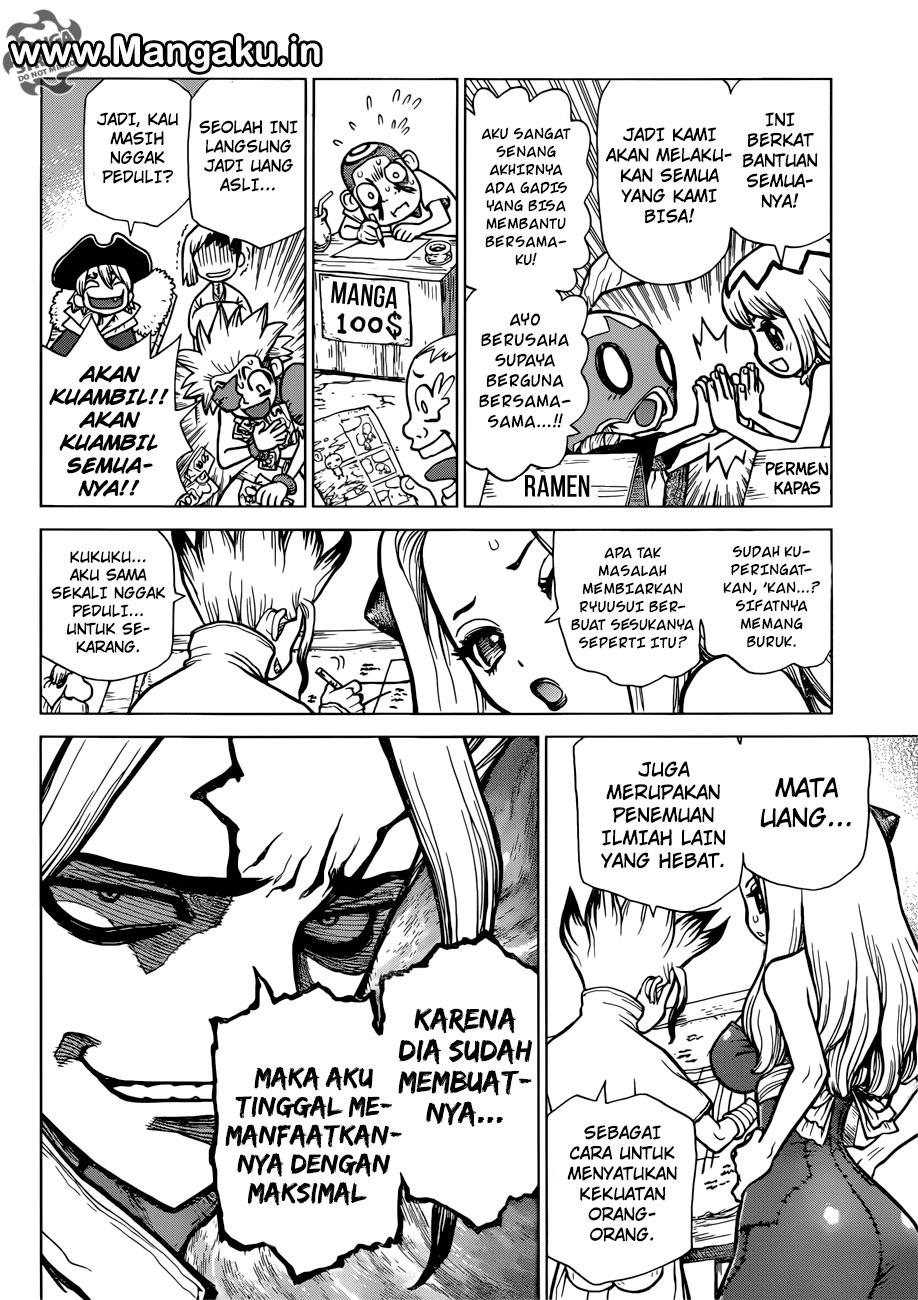 www.Mangaku.in
DO NOT MIRROR
INI
BERKAT
BANTUAN
SEMUA-
NYA!
JADI KAMI
AKAN MELAKU-
KAN SEMUA
YANG KAMI
BISA!
AKU SANGAT
SENANG
AKHIRNYA
ADA GADIS
YANG BISA
MEMBANTU
BERSAMA-
KU!
AYO
BERUSAHA
SUPAYA
BERGUNA
BERSAMA-
SAMA...!!
RAMEN
PERMEN
KAPAS
MANGA
100$
SEOLAH INI
LANGSUNG
JADI UANG
ASLI...
JADI, KAU
MASIH
NGGAK
PEDULI?
AKAN
KUAMBIL!!
AKAN
KUAMBIL
SEMUA-
NYA!!
SUDAH KU-
PERINGAT-
KAN, 'KAN...?
SIFATNYA
MEMANG
BURUK.
APA TAK
MASALAH
MEMBIARKAN
RYUUSUI BER-
BUAT SESUKANYA
SEPERTI ITU?
KUKUKU...
AKU SAMA
SEKALI NGGAK
PEDULI...
UNTUK SE-
KARANG.
MATA
UANG...
JUGA
MERUPAKAN
PENEMUAN
ILMIAH LAIN
YANG HEBAT.
SEBAGAI
CARA UNTUK
MENYATUKAN
KEKUATAN
ORANG-
ORANG.
KARENA
DIA SUDAH
MEMBUAT-
NYA...
MAKA AKU
TINGGAL ME-
MANFAATKAN-
NYA DENGAN
MAKSIMAL